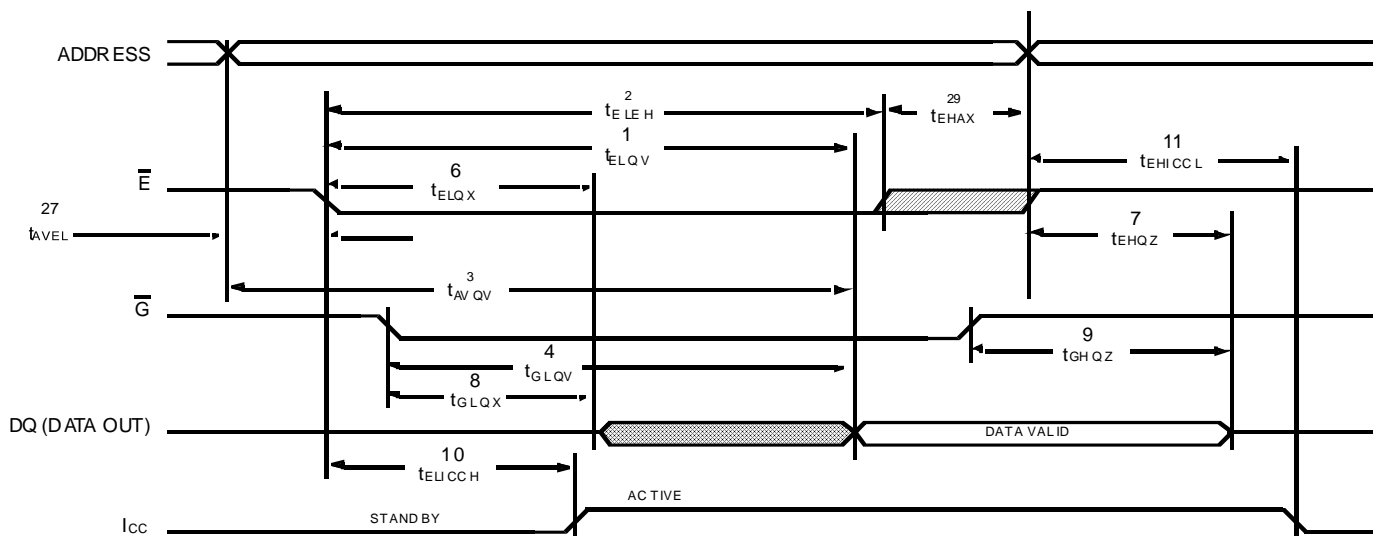 ADDRESS
2
tELEH
29
tEHAX
1
tELQV
11
tEHICCL
6
tELQX
E
27
tAVEL
7
tEHQZ
3
tAVQV
G
4
tGLQV
9
tGHQZ
8
tGLQX
DQ (DATA OUT)
DATA VALID
10
tELICCH
ACTIVE
STANDBY
ICC